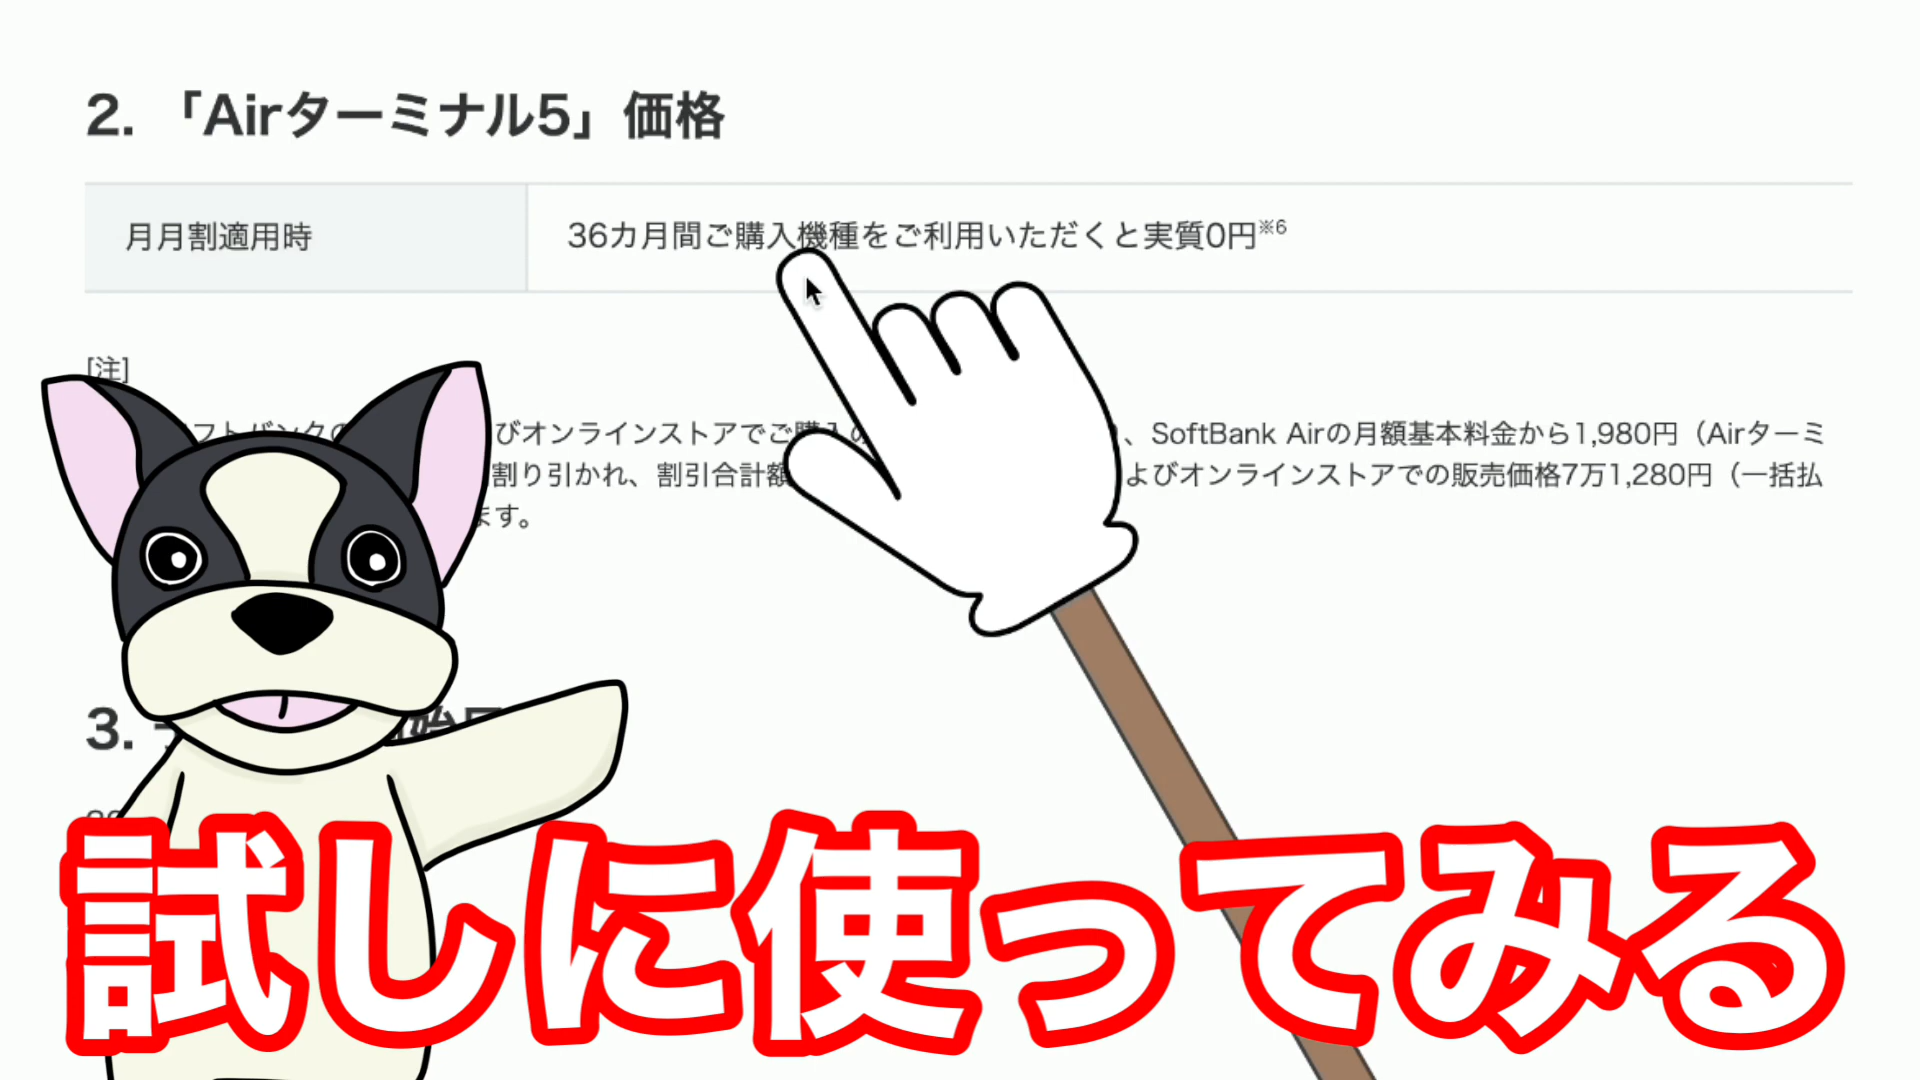 2. 「Airターミナル5」価格
月月割適用時
36カ月間ご購入機種をご利用いただくと実質0円※6
[注]
びオンラインストアでご購入の
、SoftBank Airの月額基本料金から1,980円（Airターミ
割り引かれ、割引合計額
よびオンラインストアでの販売価格7万1,280円（一括払
ます。
3.
試しに使ってみる